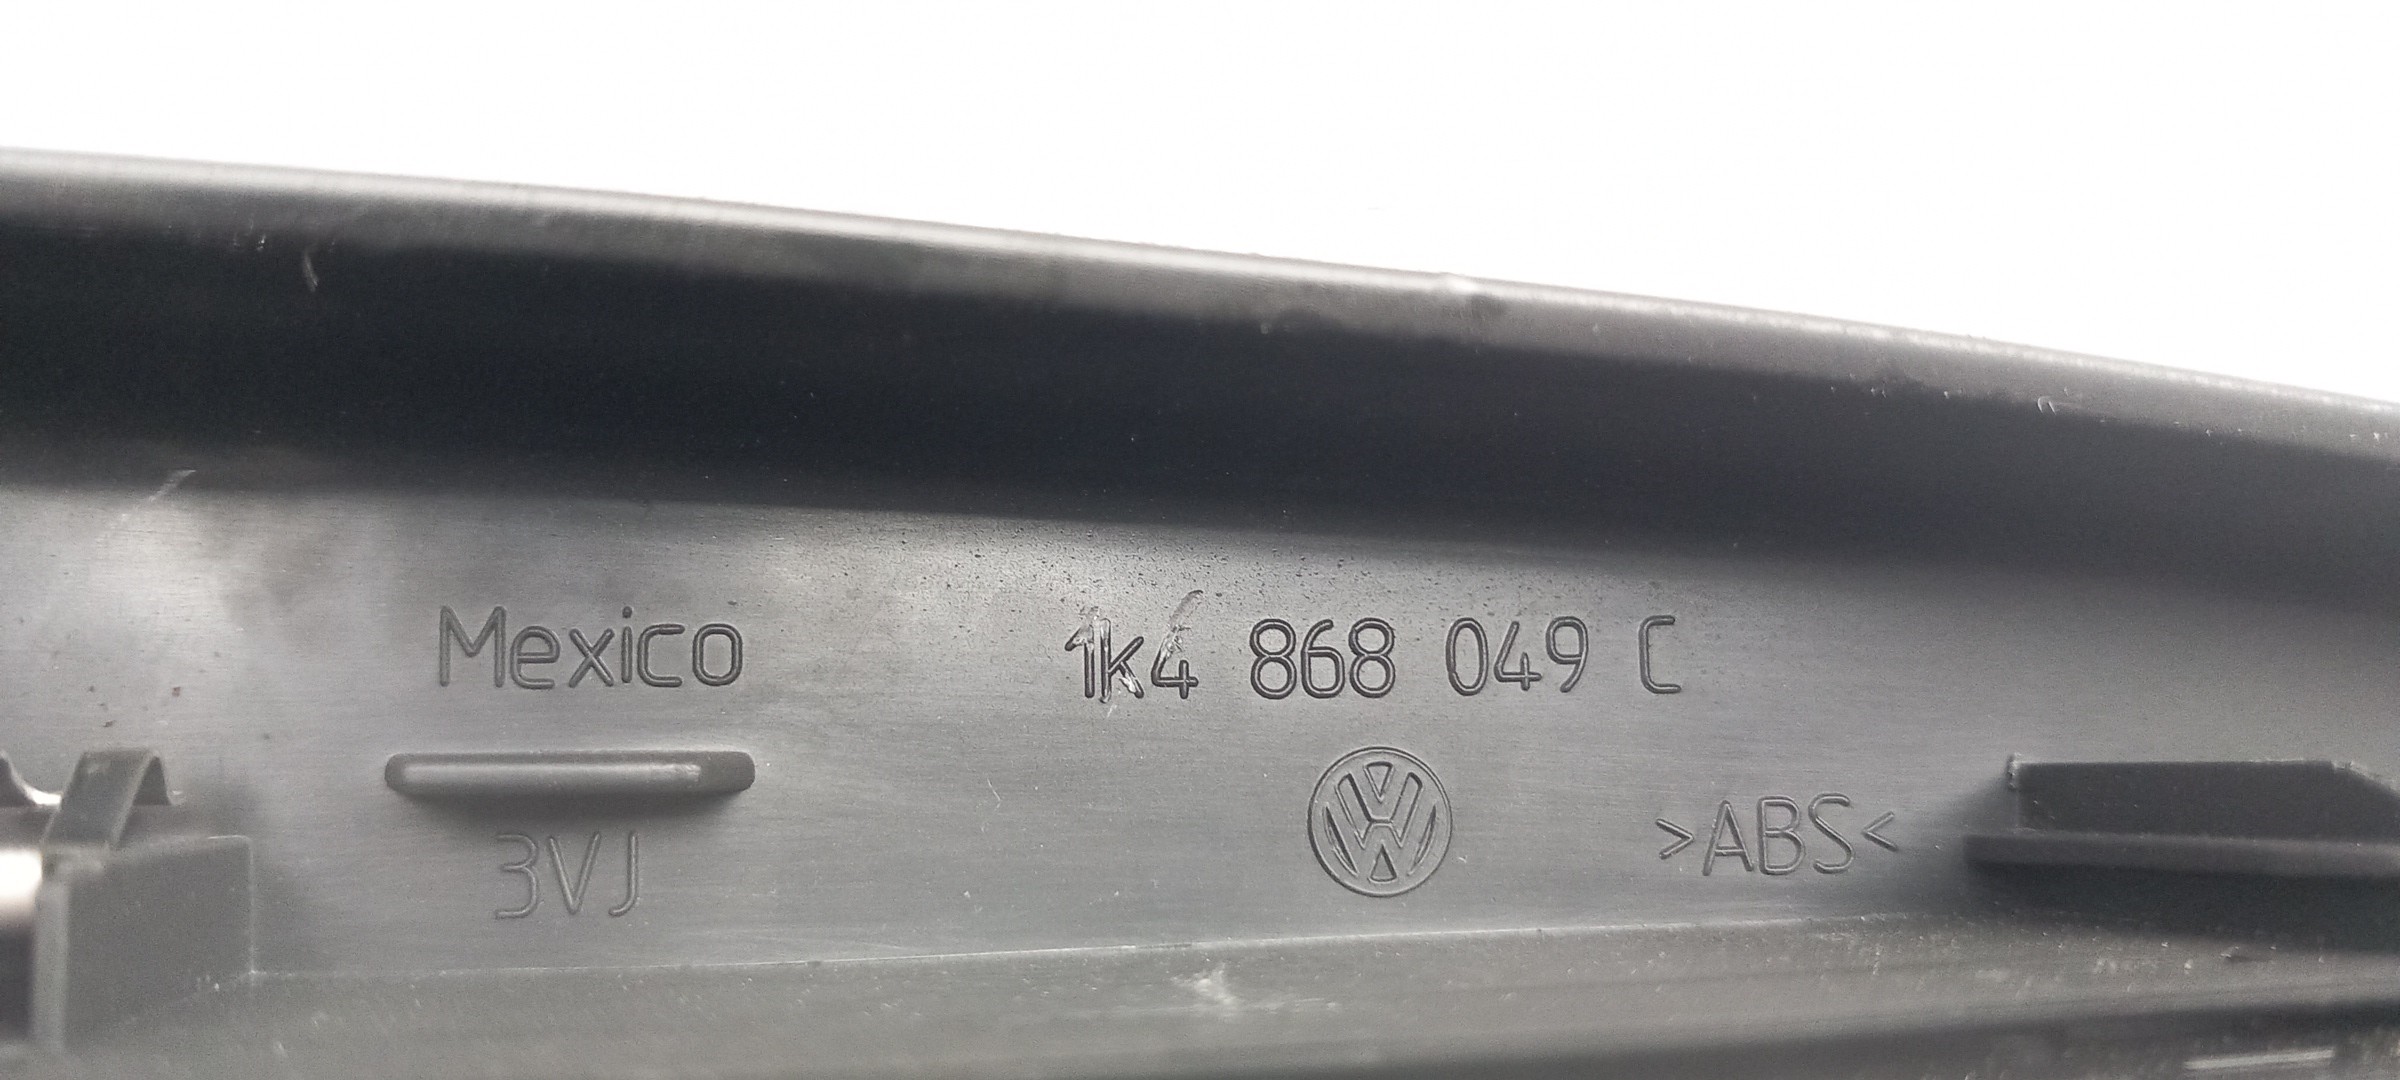 Mexico
1k4 868 049 C
3VJ
>ABS<